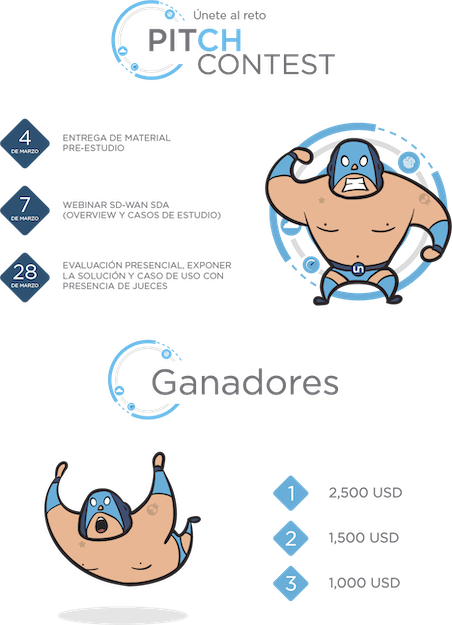 Únete al reto
PITCH
CONTEST
4
DE MARZO
ENTREGA DE MATERIAL
PRE-ESTUDIO
7
DE MARZO
WEBINAR SD-WAN SDA
(OVERVIEW Y CASOS DE ESTUDIO)
28
DE MARZO
EVALUACIÓN PRESENCIAL, EXPONER
LA SOLUCIÓN Y CASO DE USO CON
PRESENCIA DE JUECES
un
Ganadores
1 2,500 USD
2 1,500 USD
3 1,000 USD